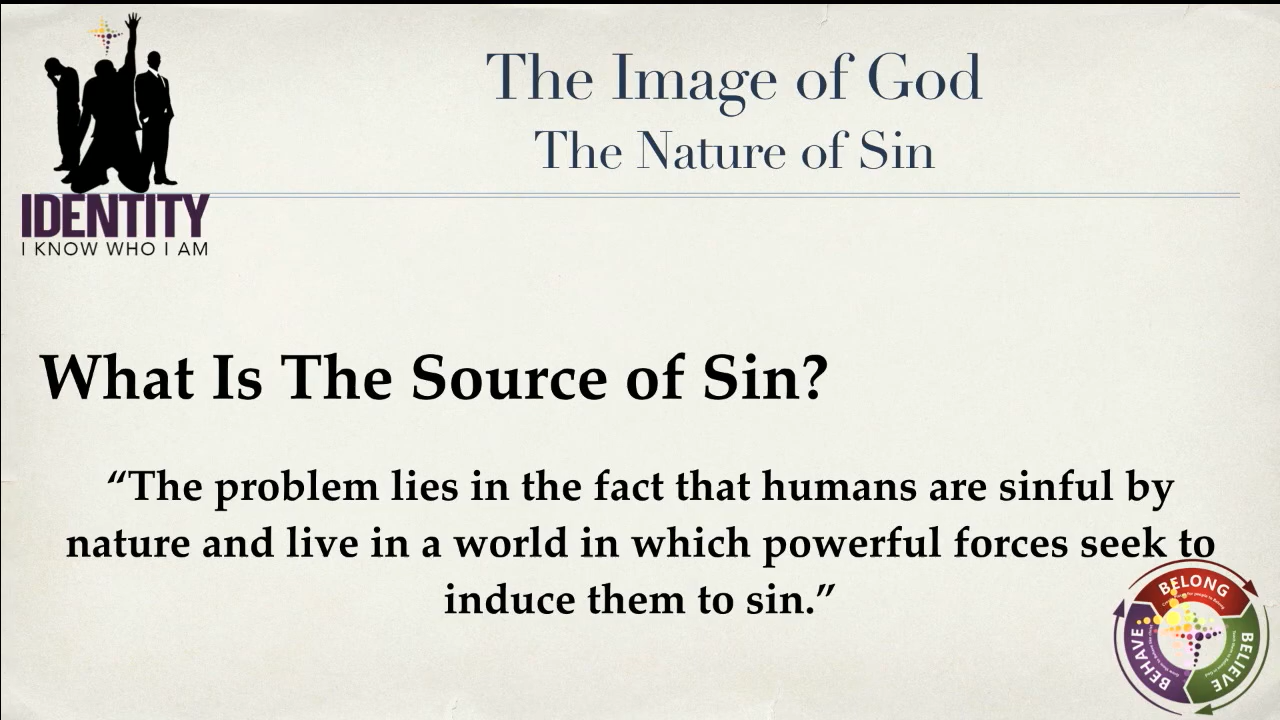 The Image of God
The Nature of Sin
IDENTITY
I KNOW WHO I AM
What Is The Source of Sin?
“The problem lies in the fact that humans are sinful by
nature and live in a world in which powerful forces seek to
induce them to sin.”
BELONG
BELIEVE
BEHAVE